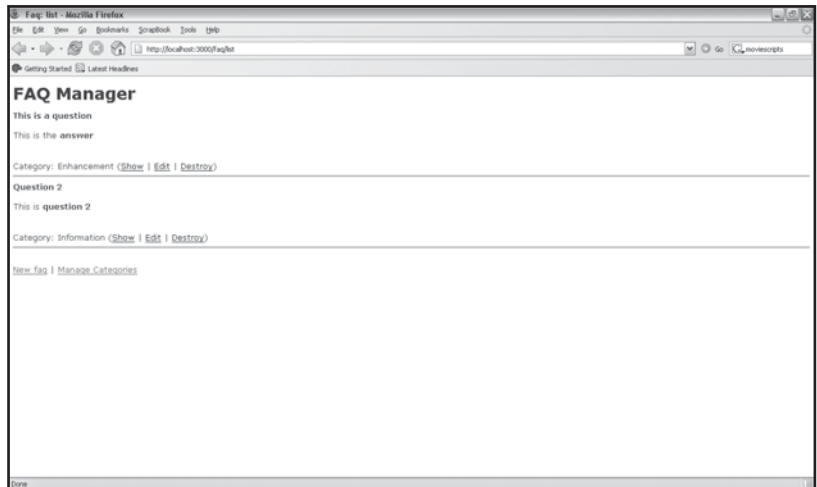 Faq: list - Mozilla Firefox
File Edit View Go Bookmarks ScrapBook Tools Help
http://localhost:3000/faq/list Go moviescripts
Getting Started Latest Headlines
FAQ Manager
This is a question
This is the answer
Category: Enhancement (Show | Edit | Destroy)
Question 2
This is question 2
Category: Information (Show | Edit | Destroy)
New faq | Manage Categories
Done